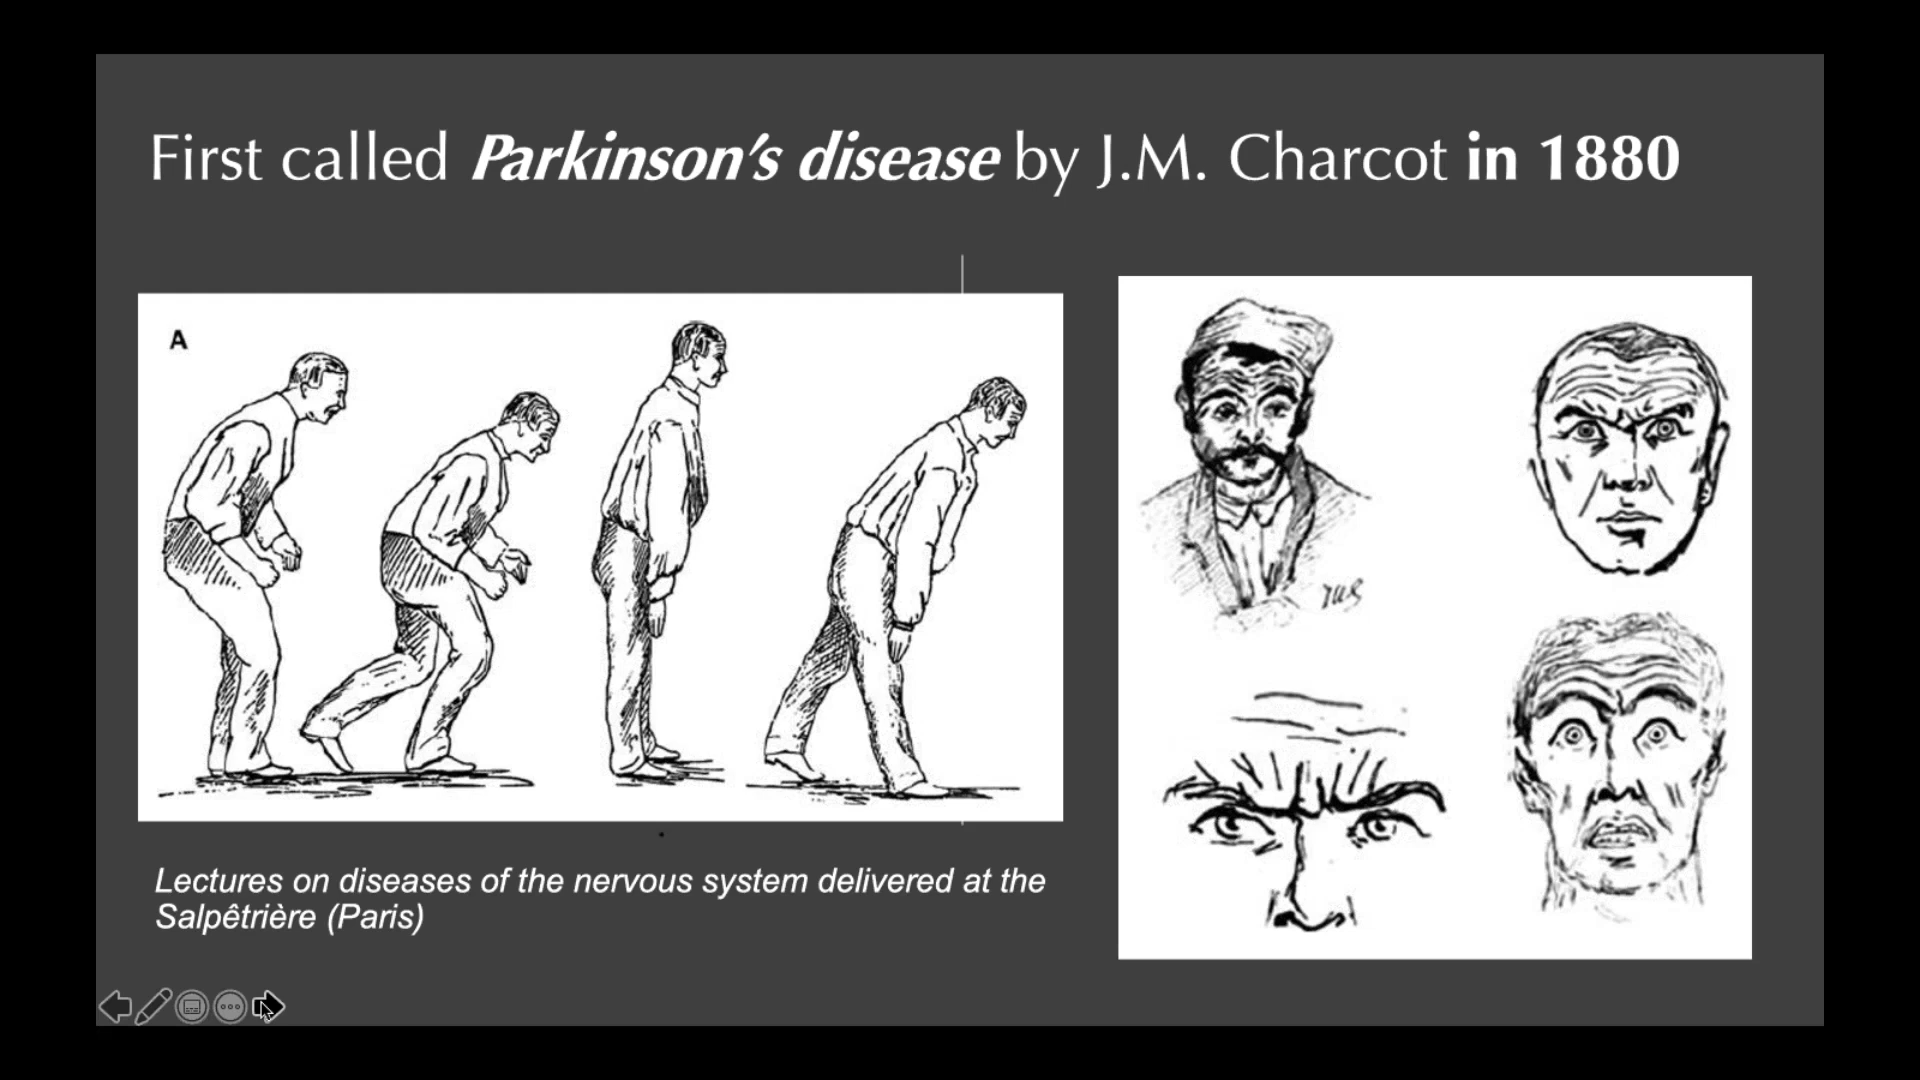 First called Parkinson's disease by J.M. Charcot in 1880
A
Lectures on diseases of the nervous system delivered at the
Salpêtrière (Paris)